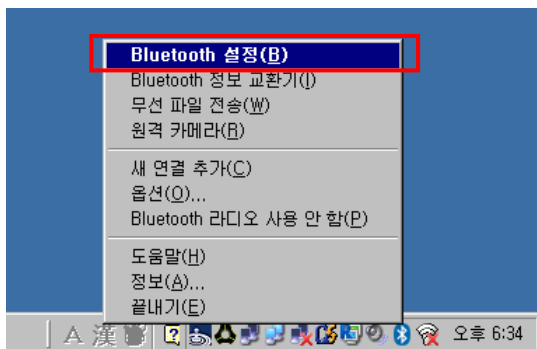 Bluetooth 설정(B)
Bluetooth 정보 교환기(I)
무선 파일 전송(W)
원격 카메라(R)
새 연결 추가(C)
옵션(O)...
Bluetooth 라디오 사용 안 함(P)
도움말(H)
정보(A)...
끝내기(E)
A 漢 오후 6:34